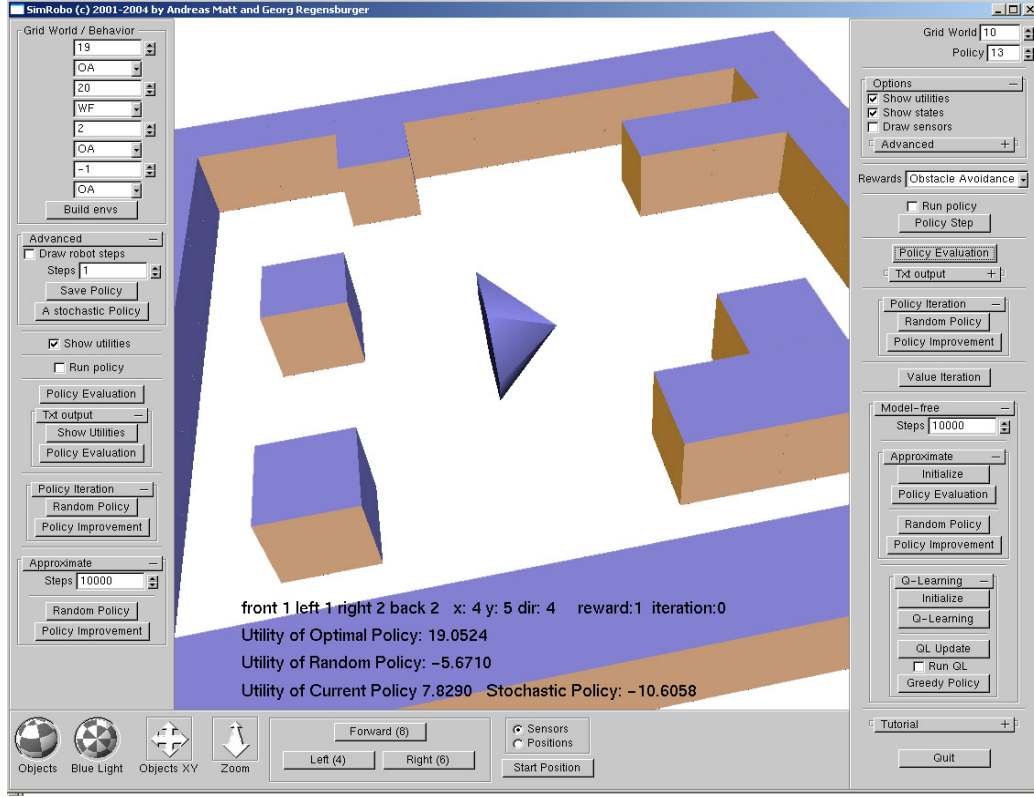 SimRobo (c) 2001-2004 by Andreas Matt and Georg Regensburger
Grid World / Behavior
19
OA
20
WF
2
OA
-1
OA
Build envs
Advanced
Draw robot steps
Steps 1
Save Policy
A stochastic Policy
Show utilities
Run policy
Policy Evaluation
Txt output
Show Utilities
Policy Evaluation
Policy Iteration
Random Policy
Policy Improvement
Approximate
Steps 10000
Random Policy
Policy Improvement
front 1 left 1 right 2 back 2 x: 4 y: 5 dir: 4 reward:1 iteration:0
Utility of Optimal Policy: 19.0524
Utility of Random Policy: -5.6710
Utility of Current Policy 7.8290 Stochastic Policy: -10.6058
Grid World 10
Policy 13
Options
Show utilities
Show states
Draw sensors
Advanced
Rewards Obstacle Avoidance
Run policy
Policy Step
Policy Evaluation
Txt output
Policy Iteration
Random Policy
Policy Improvement
Value Iteration
Model-free
Steps 10000
Approximate
Initialize
Policy Evaluation
Random Policy
Policy Improvement
Q-Learning
Initialize
Q-Learning
QL Update
Run QL
Greedy Policy
Tutorial
Quit
Objects
Blue Light
Objects XY
Zoom
Forward (8)
Left (4)
Right (6)
Sensors
Positions
Start Position